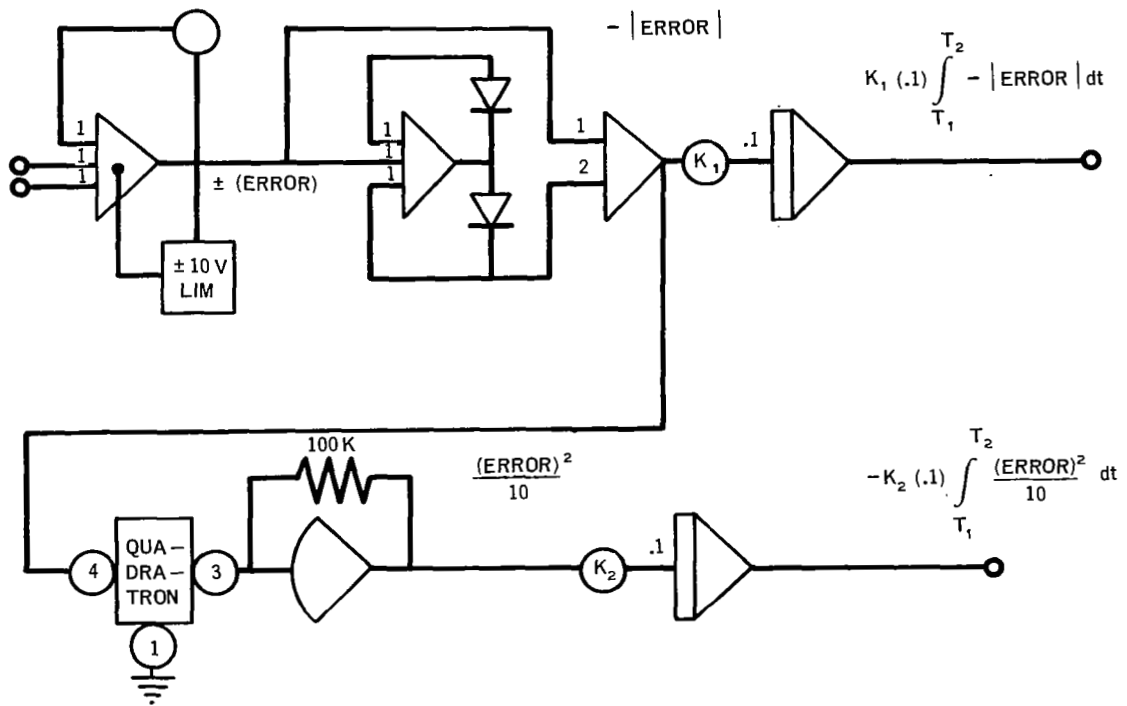 - |ERROR|
T₂
K₁ (.1) ∫ - |ERROR| dt
T₁
1
1
1
± (ERROR)
± 10 V
LIM
1
1
1
1
2
K₁
.1
100 K
(ERROR)²
10
T₂
-K₂ (.1) ∫ (ERROR)² dt
10
T₁
4
QUA-
DRA-
TRON
3
1
K₂
.1